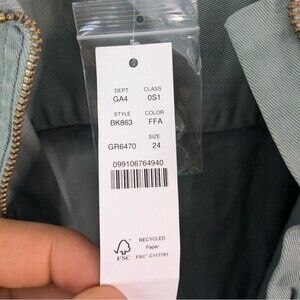 DEPT CLASS
GA4 0S1
STYLE COLOR
BK863 FFA
SIZE
GR6470 24
099106764940
FSC
RECYCLED
Paper
FSC® C117781